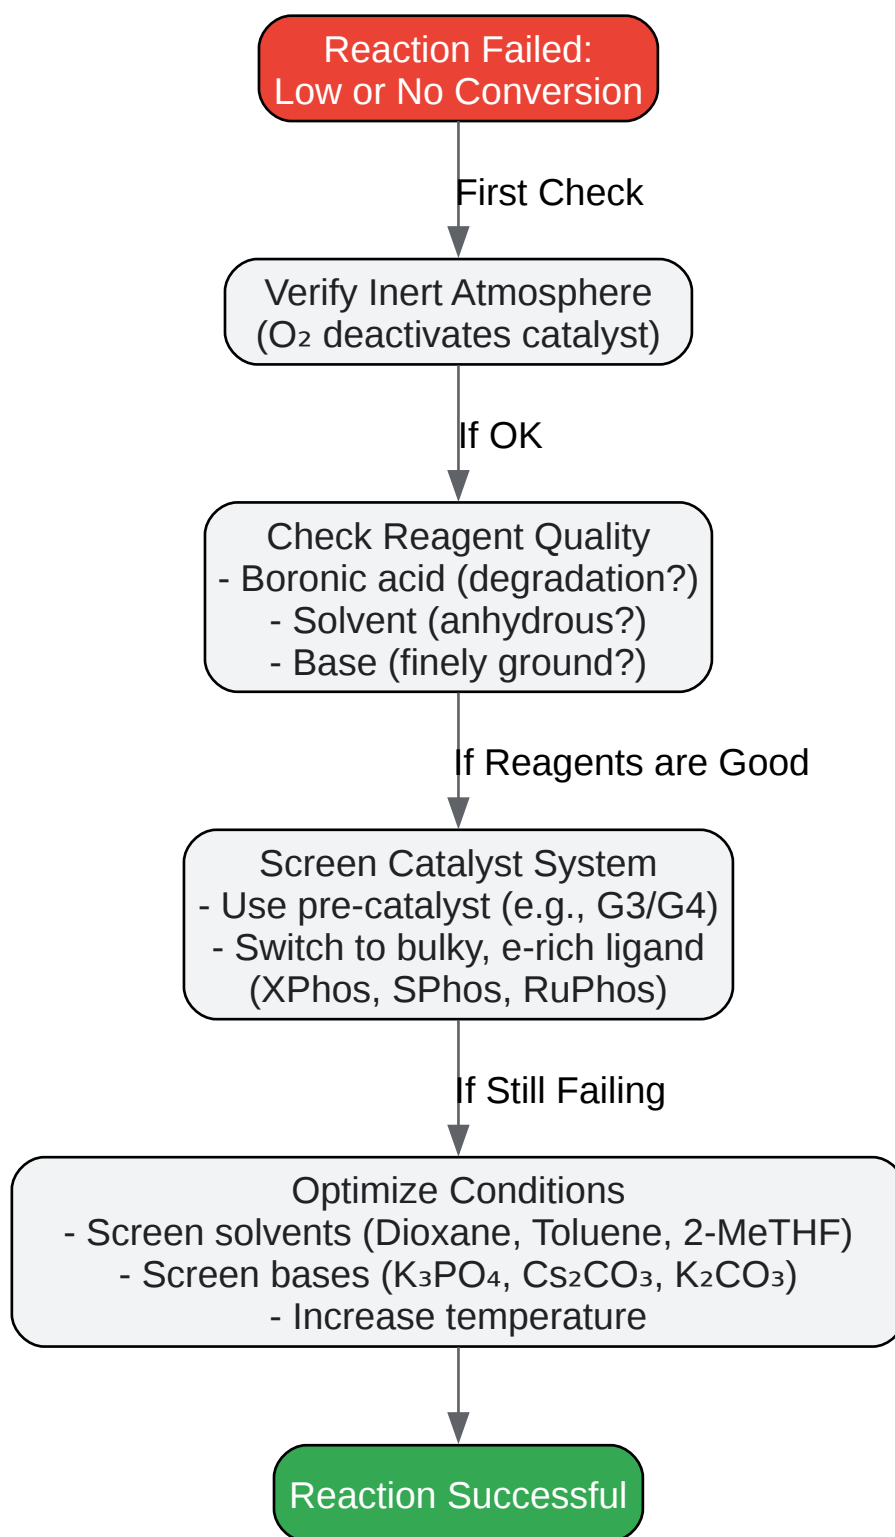 Reaction Failed:
Low or No Conversion
First Check
Verify Inert Atmosphere
(O₂ deactivates catalyst)
If OK
Check Reagent Quality
- Boronic acid (degradation?)
- Solvent (anhydrous?)
- Base (finely ground?)
If Reagents are Good
Screen Catalyst System
- Use pre-catalyst (e.g., G3/G4)
- Switch to bulky, e-rich ligand
(XPhos, SPhos, RuPhos)
If Still Failing
Optimize Conditions
- Screen solvents (Dioxane, Toluene, 2-MeTHF)
- Screen bases (K₃PO₄, Cs₂CO₃, K₂CO₃)
- Increase temperature
Reaction Successful